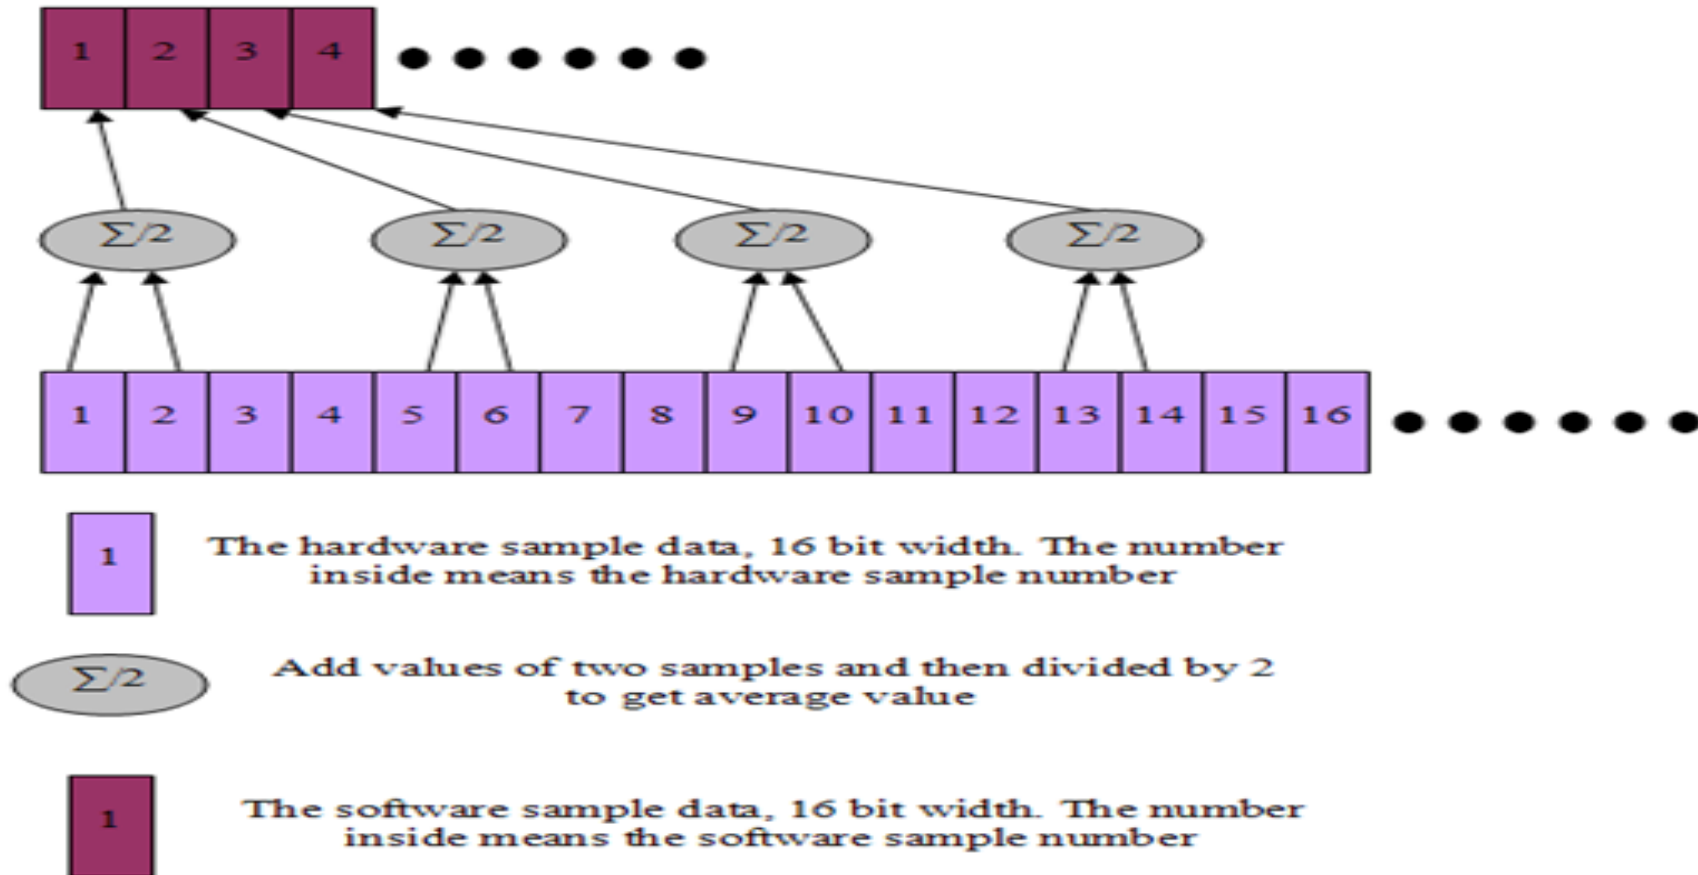 1 2 3 4
Σ/2 Σ/2 Σ/2 Σ/2
1 2 3 4 5 6 7 8 9 10 11 12 13 14 15 16
1
The hardware sample data, 16 bit width. The number
inside means the hardware sample number
Σ/2
Add values of two samples and then divided by 2
to get average value
1
The software sample data, 16 bit width. The number
inside means the software sample number